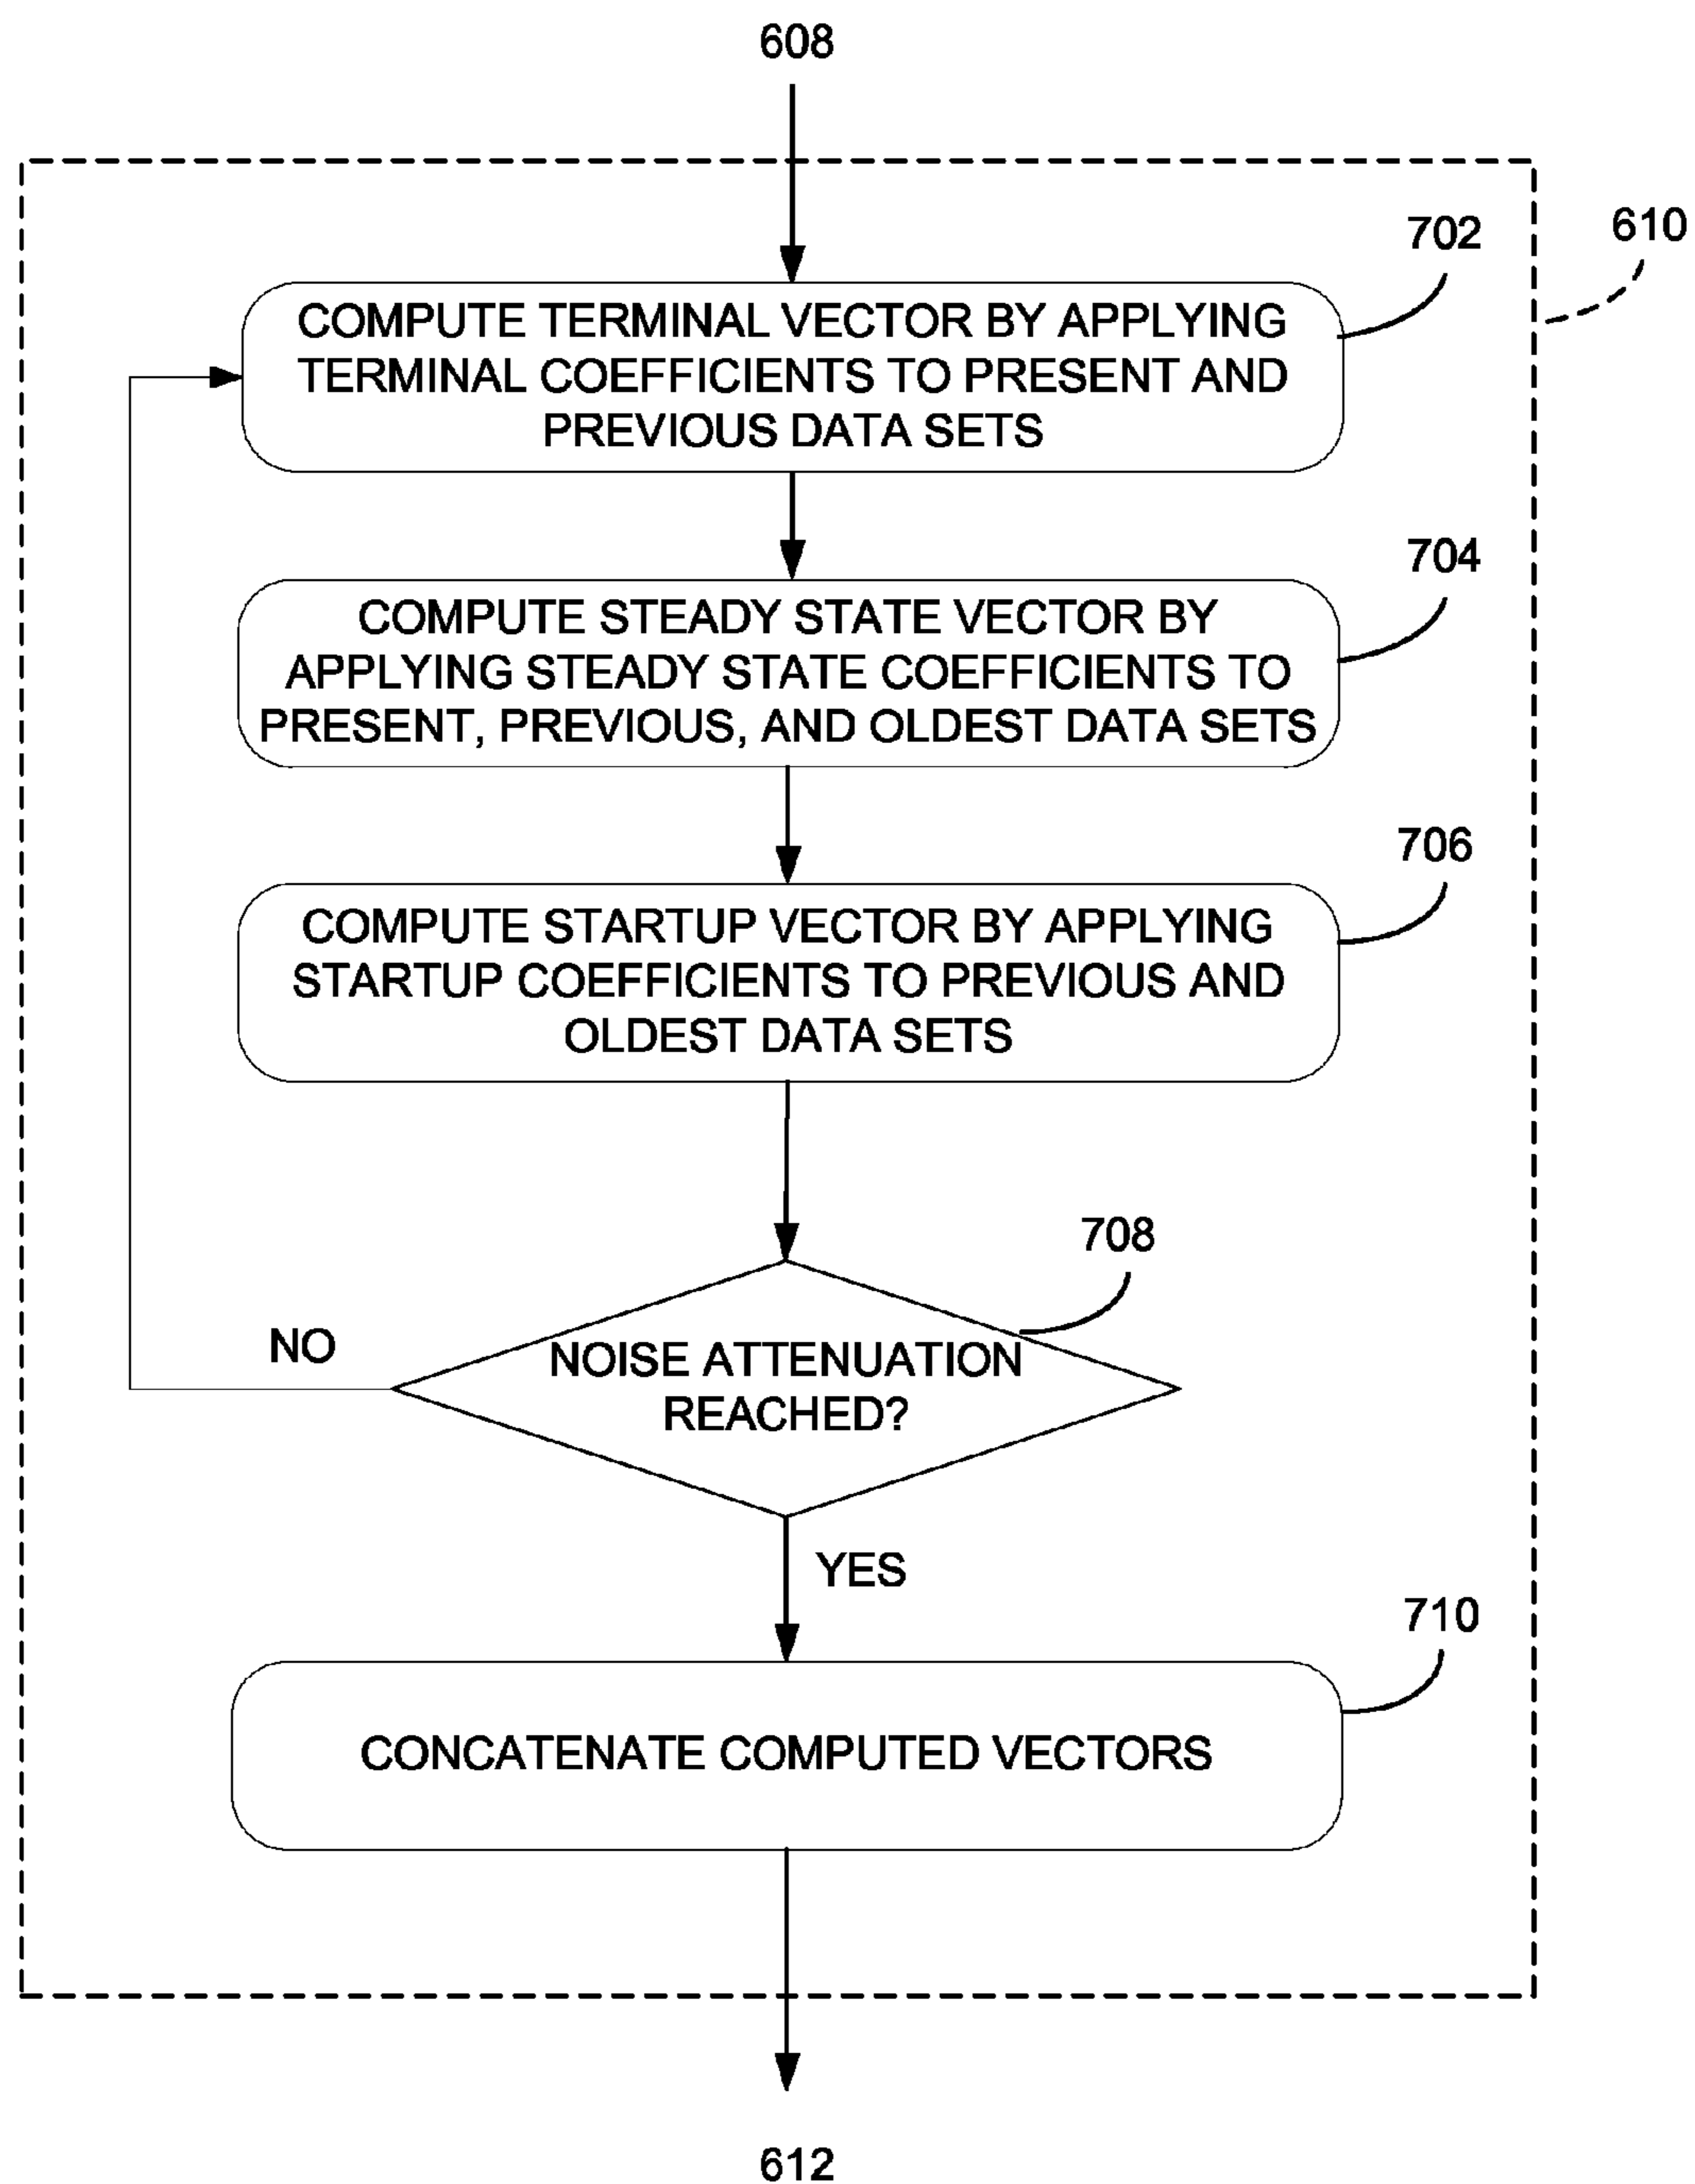 608
610
702
COMPUTE TERMINAL VECTOR BY APPLYING
TERMINAL COEFFICIENTS TO PRESENT AND
PREVIOUS DATA SETS
704
COMPUTE STEADY STATE VECTOR BY
APPLYING STEADY STATE COEFFICIENTS TO
PRESENT, PREVIOUS, AND OLDEST DATA SETS
706
COMPUTE STARTUP VECTOR BY APPLYING
STARTUP COEFFICIENTS TO PREVIOUS AND
OLDEST DATA SETS
708
NO
NOISE ATTENUATION
REACHED?
YES
710
CONCATENATE COMPUTED VECTORS
612